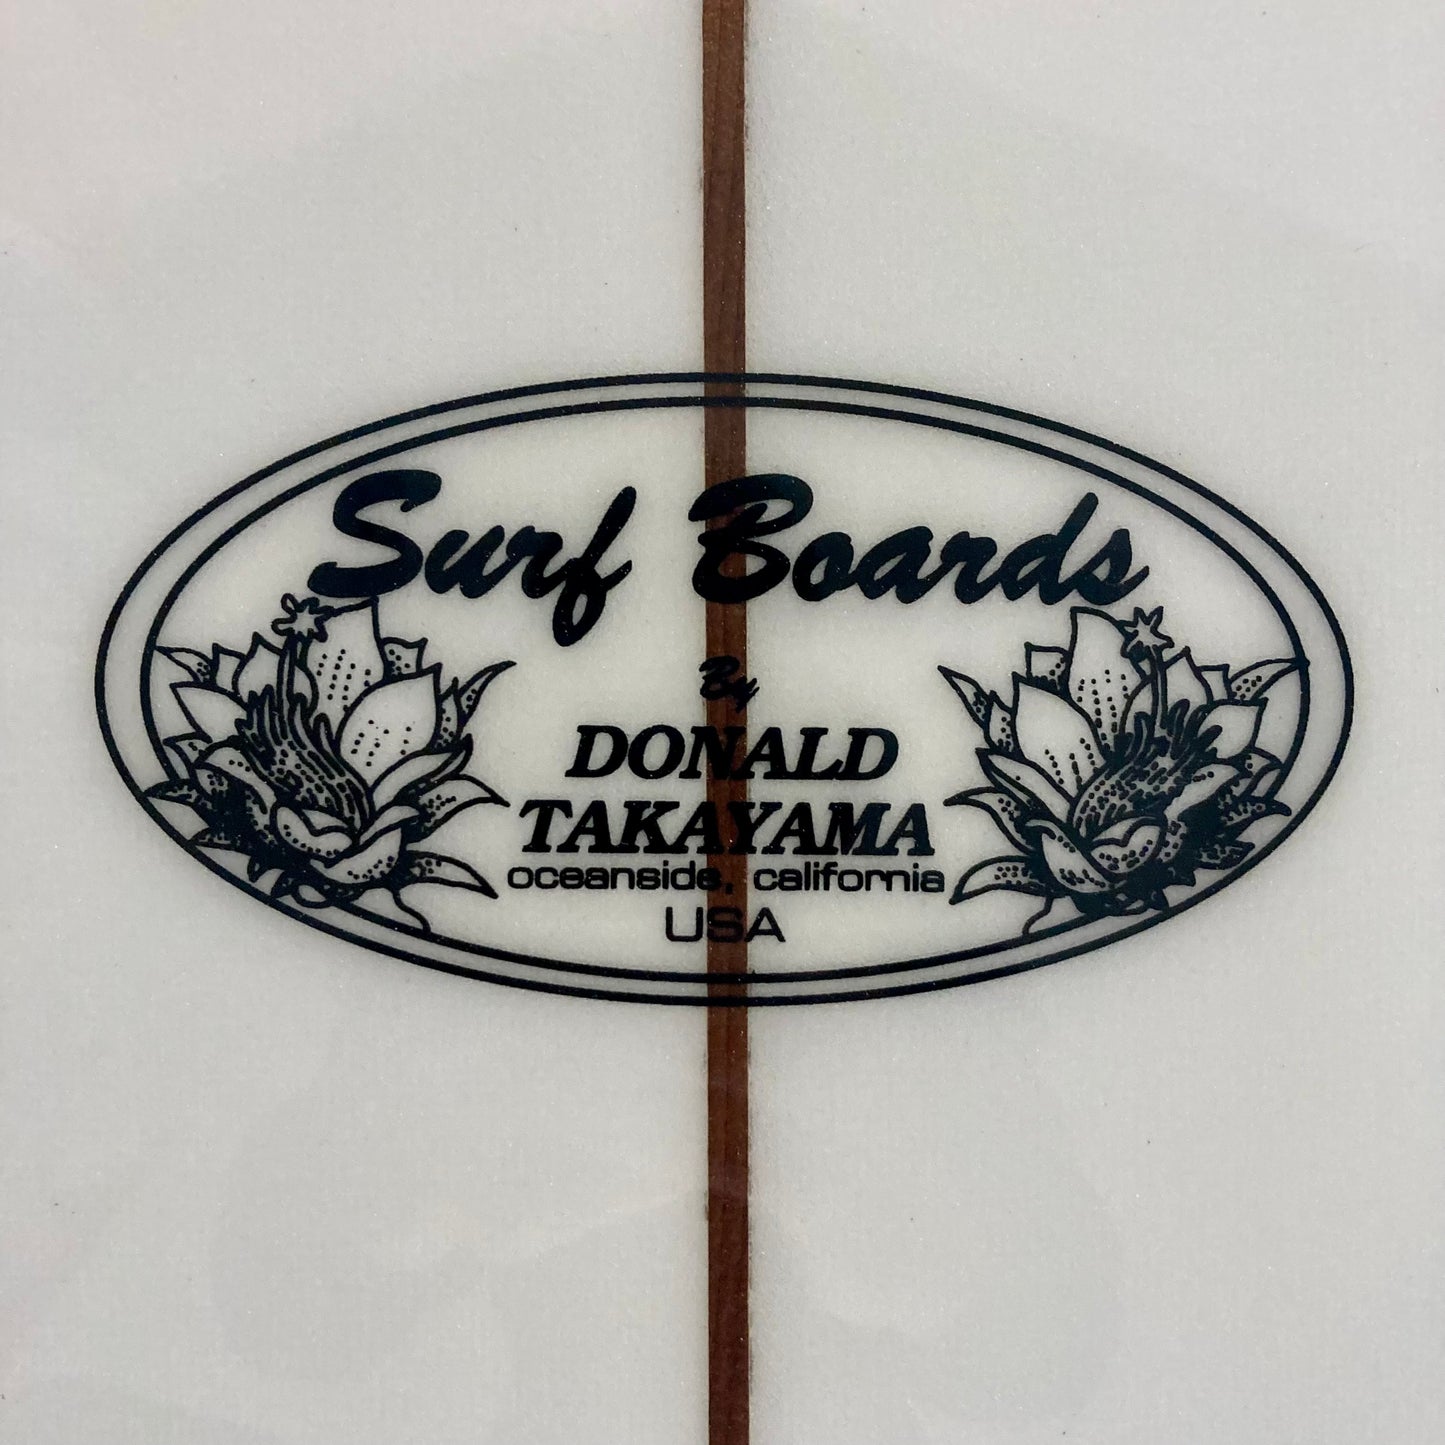 Surf Boards
By
DONALD
TAKAYAMA
oceanside, california
USA